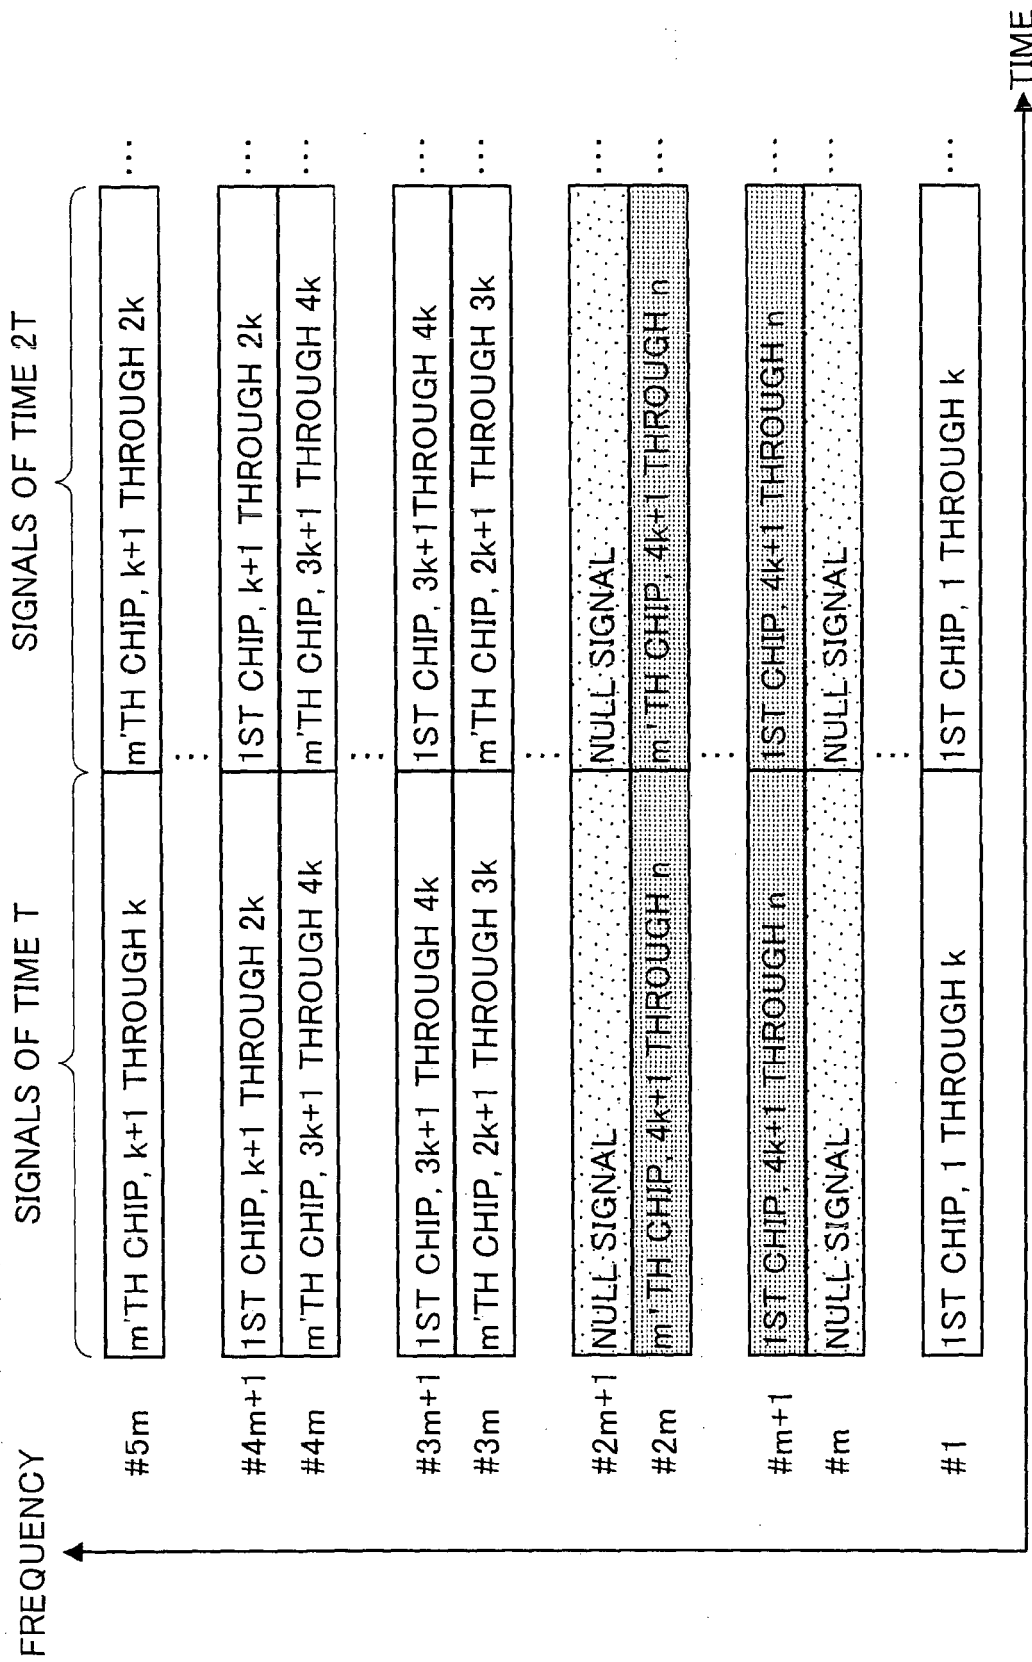 FREQUENCY
SIGNALS OF TIME T
SIGNALS OF TIME 2T
#5m m'TH CHIP, k+1 THROUGH k m'TH CHIP, k+1 THROUGH 2k ...
... 
#4m+1 1ST CHIP, k+1 THROUGH 2k 1ST CHIP, k+1 THROUGH 2k ...
#4m m'TH CHIP, 3k+1 THROUGH 4k m'TH CHIP, 3k+1 THROUGH 4k ...
...
#3m+1 1ST CHIP, 3k+1 THROUGH 4k 1ST CHIP, 3k+1THROUGH 4k ...
#3m m'TH CHIP, 2k+1 THROUGH 3k m'TH CHIP, 2k+1 THROUGH 3k ...
...
#2m+1 NULL SIGNAL NULL SIGNAL ...
#2m m'TH CHIP, 4k+1 THROUGH n m'TH CHIP, 4k+1 THROUGH n ...
...
#m+1 1ST CHIP, 4k+1 THROUGH n 1ST CHIP, 4k+1 THROUGH n ...
#m NULL SIGNAL NULL SIGNAL ...
...
#1 1ST CHIP, 1 THROUGH k 1ST CHIP, 1 THROUGH k ...
TIME